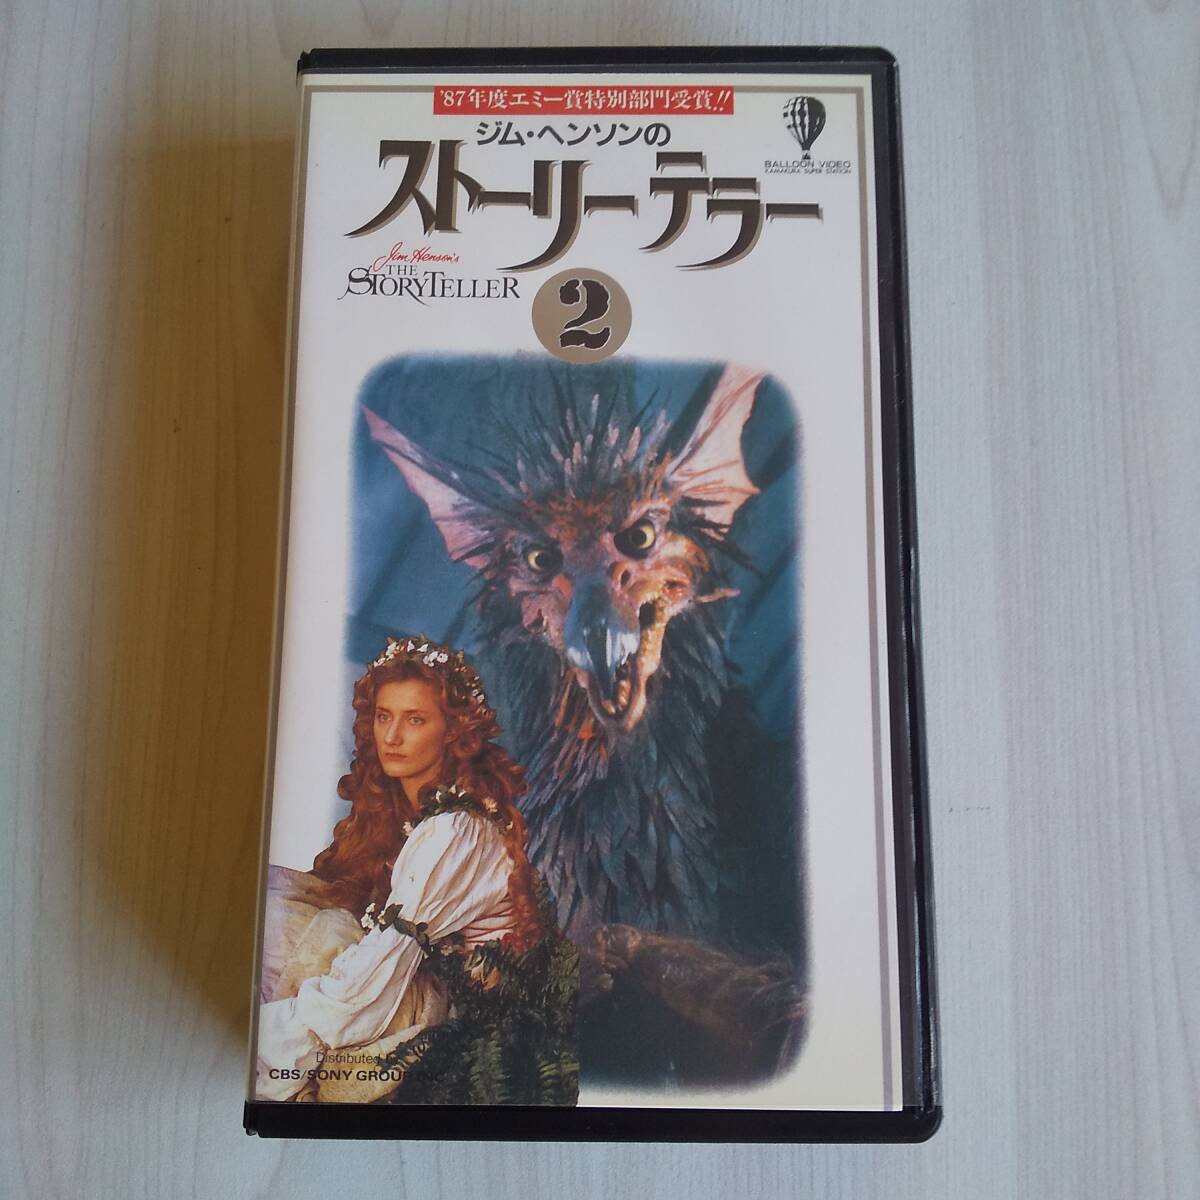 '87年度エミー賞特別部門受賞!!
ジム・ヘンソンの
ストーリーテラー
Jim Henson's
THE
STORYTELLER
2
BALLOON VIDEO
KAMAKURA SUPER STATION
Distributed by
CBS/SONY GROUP INC.